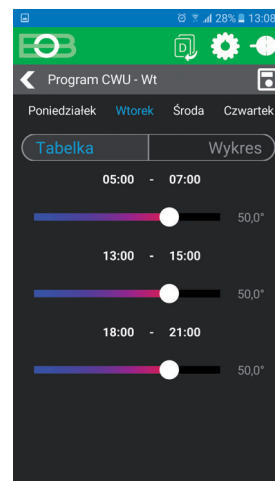 28% 13:08
EOB
D
Program CWU - Wt
Poniedziałek Wtorek Środa Czwartek
Tabelka Wykres
05:00 - 07:00
50,0°
13:00 - 15:00
50,0°
18:00 - 21:00
50,0°